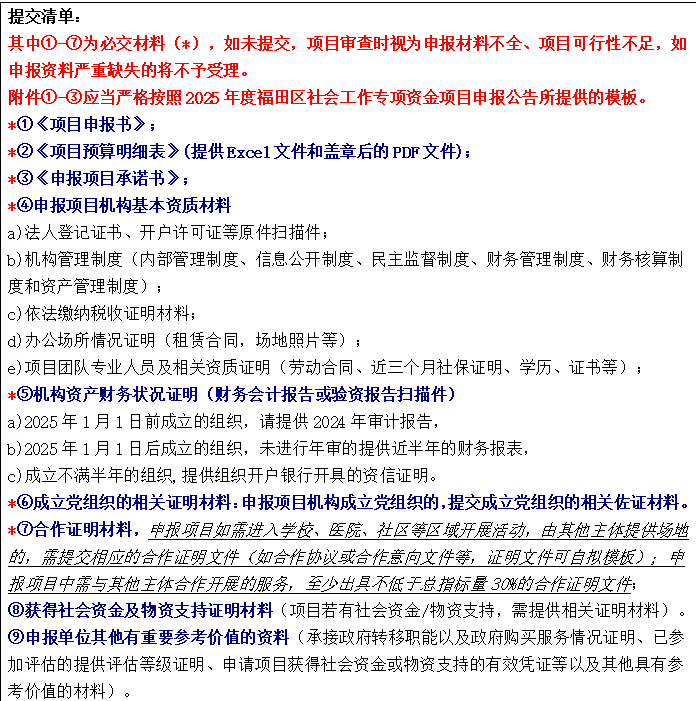 提交清单：
其中①-⑦为必交材料（*），如未提交，项目审查时视为申报材料不全、项目可行性不足，如
申报资料严重缺失的将不予受理。
附件①-③应当严格按照2025年度福田区社会工作专项资金项目申报公告所提供的模板。
*①《项目申报书》；
*②《项目预算明细表》(提供Excel文件和盖章后的PDF文件)；
*③《申报项目承诺书》；
*④申报项目机构基本资质材料
a)法人登记证书、开户许可证等原件扫描件；
b)机构管理制度（内部管理制度、信息公开制度、民主监督制度、财务管理制度、财务核算制
度和资产管理制度）；
c)依法缴纳税收证明材料；
d)办公场所情况证明（租赁合同，场地照片等）；
e)项目团队专业人员及相关资质证明（劳动合同、近三个月社保证明、学历、证书等）；
*⑤机构资产财务状况证明（财务会计报告或验资报告扫描件）
a)2025年1月1日前成立的组织，请提供2024年审计报告，
b)2025年1月1日后成立的组织，未进行年审的提供近半年的财务报表，
c)成立不满半年的组织,提供组织开户银行开具的资信证明。
*⑥成立党组织的相关证明材料：申报项目机构成立党组织的，提交成立党组织的相关佐证材料。
*⑦合作证明材料，申报项目如需进入学校、医院、社区等区域开展活动，由其他主体提供场地
的，需提交相应的合作证明文件（如合作协议或合作意向文件等，证明文件可自拟模板）；申
报项目中需与其他主体合作开展的服务，至少出具不低于总指标量30%的合作证明文件；
⑧获得社会资金及物资支持证明材料（项目若有社会资金/物资支持，需提供相关证明材料）。
⑨申报单位其他有重要参考价值的资料（承接政府转移职能以及政府购买服务情况证明、已参
加评估的提供评估等级证明、申请项目获得社会资金或物资支持的有效凭证等以及其他具有参
考价值的材料）。